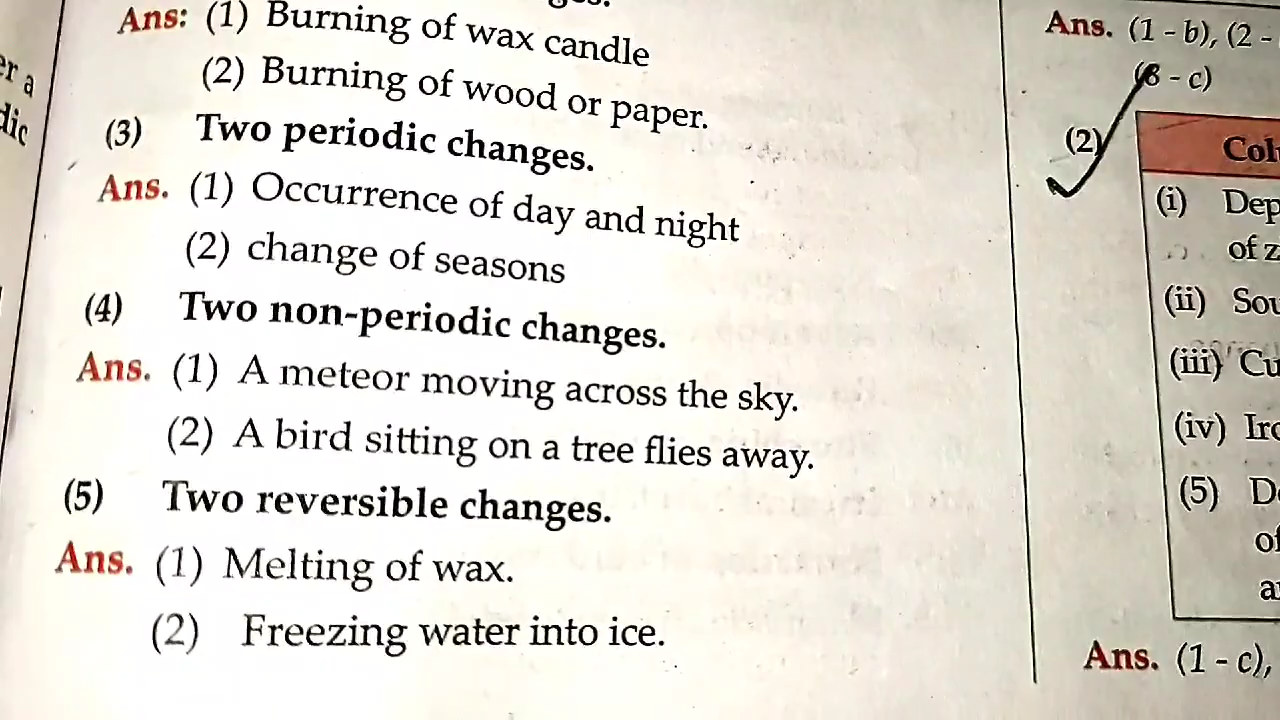 Ans: (1) Burning of wax candle
(2) Burning of wood or paper.
(3) Two periodic changes.
Ans. (1) Occurrence of day and night
(2) change of seasons
(4) Two non-periodic changes.
Ans. (1) A meteor moving across the sky.
(2) A bird sitting on a tree flies away.
(5) Two reversible changes.
Ans. (1) Melting of wax.
(2) Freezing water into ice.
Ans. (1 - b), (2 -
- c)
(2)
(i)
of
(ii)
(iii)
(iv)
(5)
Ans. (1 - c),